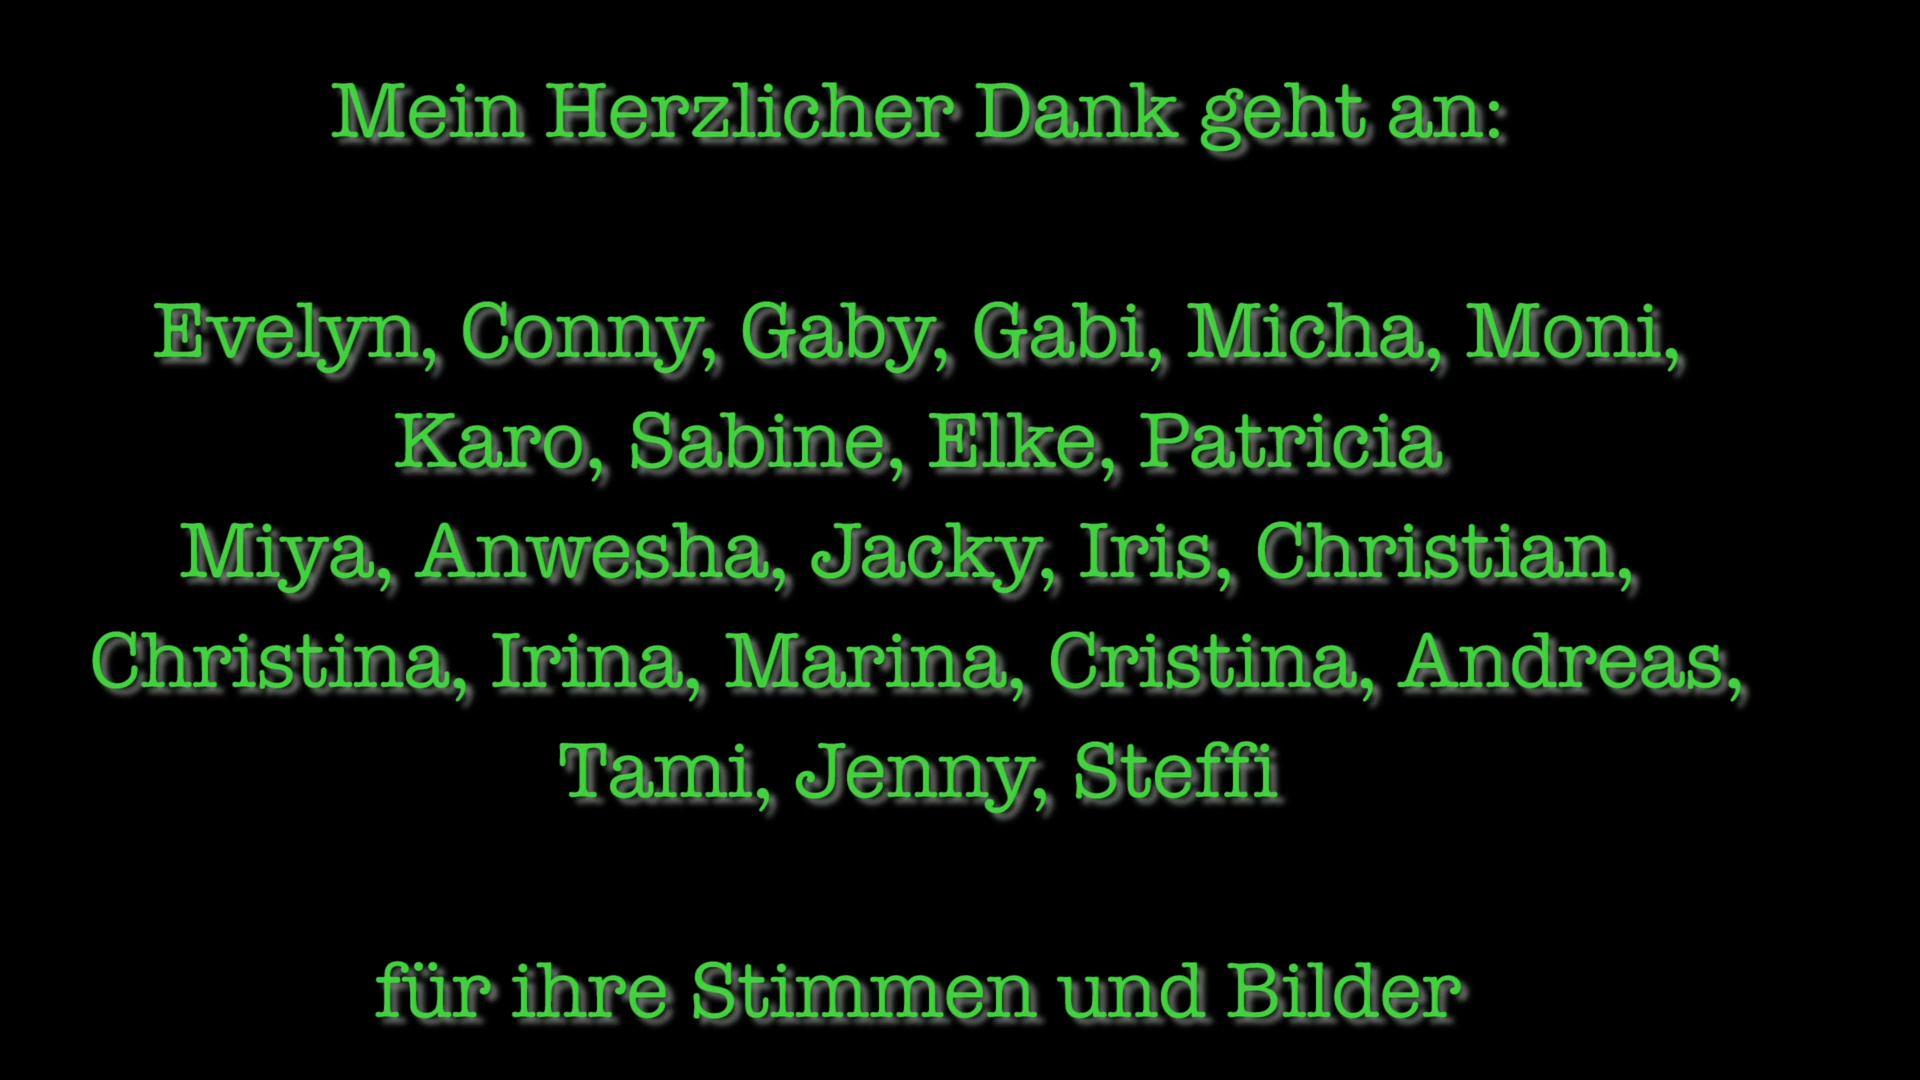 Mein Herzlicher Dank geht an:
Evelyn, Conny, Gaby, Gabi, Micha, Moni,
Karo, Sabine, Elke, Patricia
Miya, Anwesha, Jacky, Iris, Christian,
Christina, Irina, Marina, Cristina, Andreas,
Tami, Jenny, Steffi
für ihre Stimmen und Bilder